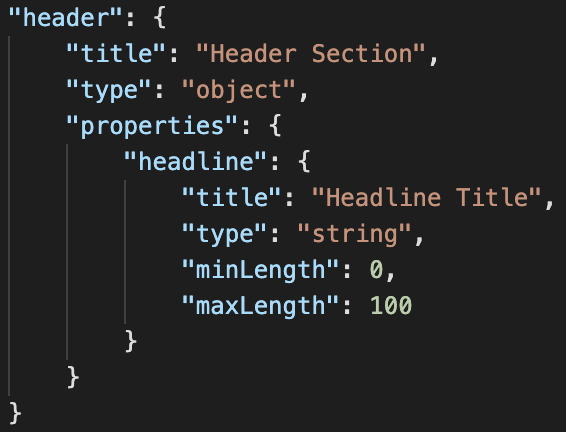 "header": {
    "title": "Header Section",
    "type": "object",
    "properties": {
        "headline": {
            "title": "Headline Title",
            "type": "string",
            "minLength": 0,
            "maxLength": 100
        }
    }
}